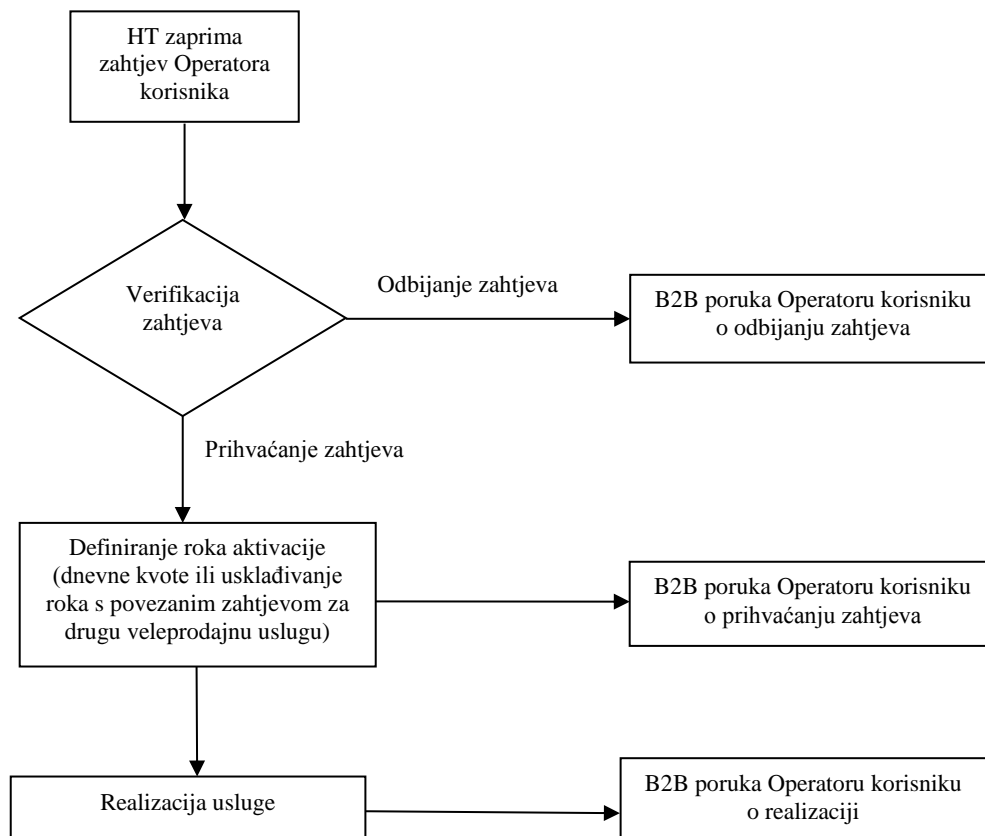 HT zaprima
zahtjev Operatora
korisnika
Verifikacija
zahtjeva
Odbijanje zahtjeva
B2B poruka Operatoru korisniku
o odbijanju zahtjeva
Prihvaćanje zahtjeva
Definiranje roka aktivacije
(dnevne kvote ili usklađivanje
roka s povezanim zahtjevom za
drugu veleprodajnu uslugu)
B2B poruka Operatoru korisniku
o prihvaćanju zahtjeva
Realizacija usluge
B2B poruka Operatoru korisniku
o realizaciji